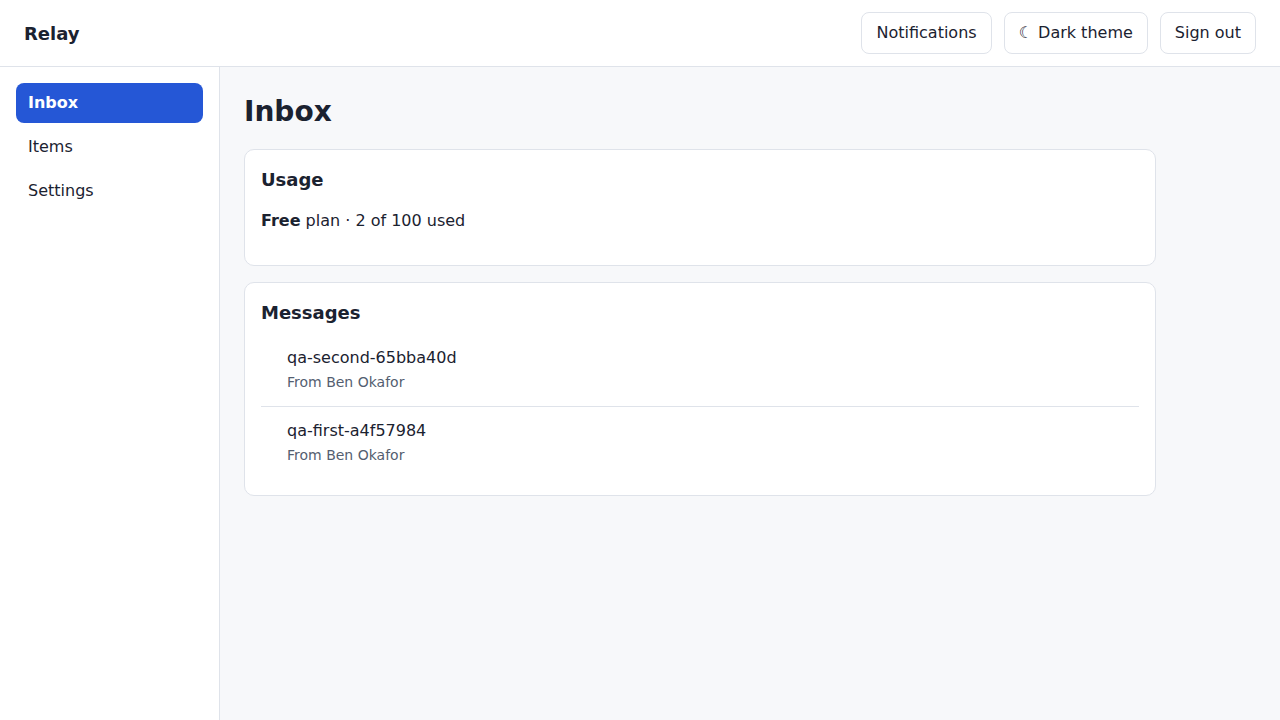 Relay
Notifications
☾ Dark theme
Sign out
Inbox
Items
Settings
Inbox
Usage
Free plan · 2 of 100 used
Messages
qa-second-65bba40d
From Ben Okafor
qa-first-a4f57984
From Ben Okafor